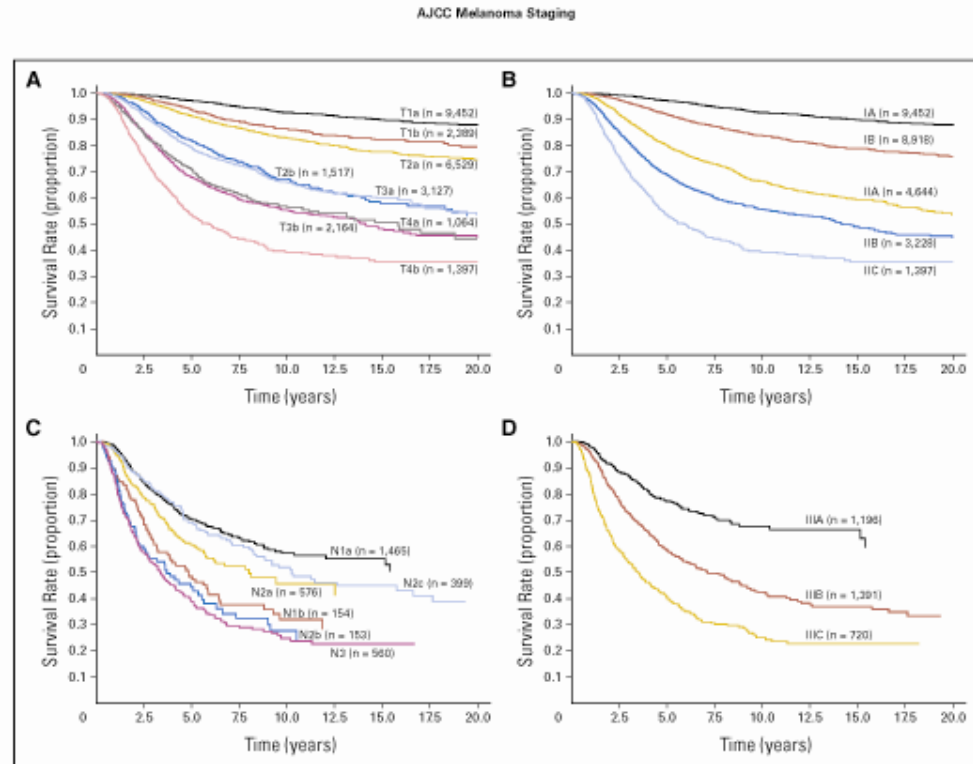 AJCC Melanoma Staging
A
Survival Rate (proportion)
1.0
0.9
0.8
0.7
0.6
0.5
0.4
0.3
0.2
0.1
0
2.5
5.0
7.5
10.0
12.5
15.0
17.5
20.0
Time (years)
T1a (n = 9,452)
T1b (n = 2,389)
T2a (n = 6,529)
T2b (n = 1,517)
T3a (n = 3,127)
T4a (n = 1,064)
T3b (n = 2,164)
T4b (n = 1,397)
B
Survival Rate (proportion)
1.0
0.9
0.8
0.7
0.6
0.5
0.4
0.3
0.2
0.1
0
2.5
5.0
7.5
10.0
12.5
15.0
17.5
20.0
Time (years)
IA (n = 9,452)
IB (n = 8,918)
IIA (n = 4,644)
IIB (n = 3,228)
IIC (n = 1,397)
C
Survival Rate (proportion)
1.0
0.9
0.8
0.7
0.6
0.5
0.4
0.3
0.2
0.1
0
2.5
5.0
7.5
10.0
12.5
15.0
17.5
20.0
Time (years)
N1a (n = 1,465)
N2c (n = 399)
N2a (n = 576)
N1b (n = 154)
N2b (n = 153)
N3 (n = 560)
D
Survival Rate (proportion)
1.0
0.9
0.8
0.7
0.6
0.5
0.4
0.3
0.2
0.1
0
2.5
5.0
7.5
10.0
12.5
15.0
17.5
20.0
Time (years)
IIIA (n = 1,196)
IIIB (n = 1,391)
IIIC (n = 720)